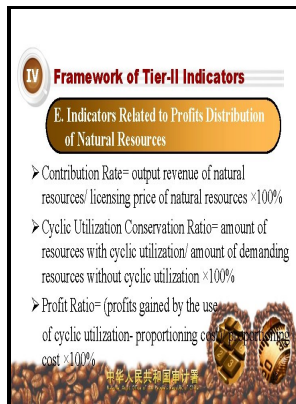 IV Framework of Tier-II Indicators
E. Indicators Related to Profits Distribution
of Natural Resources
➢Contribution Rate= output revenue of natural
resources/ licensing price of natural resources ×100%
➢Cyclic Utilization Conservation Ratio= amount of
resources with cyclic utilization/ amount of demanding
resources without cyclic utilization ×100%
➢Profit Ratio= (profits gained by the use
of cyclic utilization- proportioning cost)/ proportioning
cost ×100%
中华人民共和国审计署